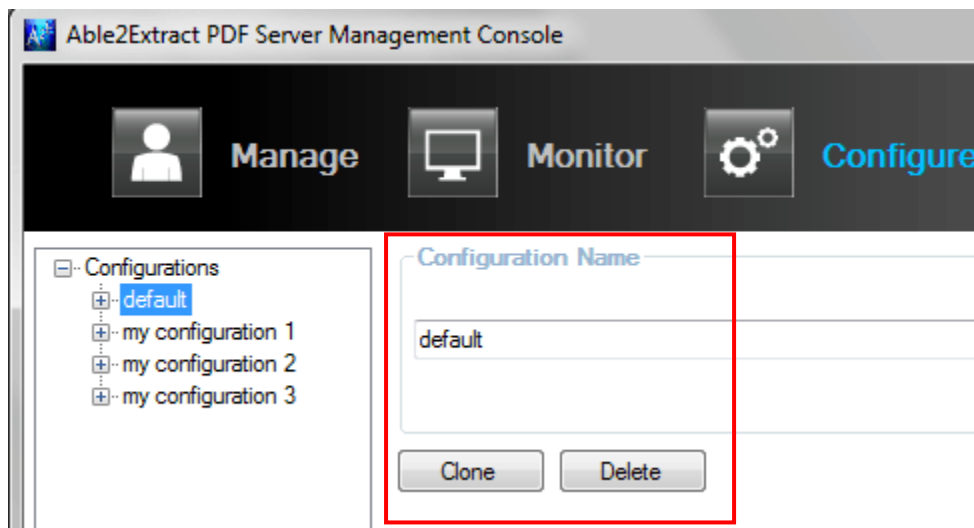 Able2Extract PDF Server Management Console
Manage Monitor Configure
Configurations
default
my configuration 1
my configuration 2
my configuration 3
Configuration Name
default
Clone Delete